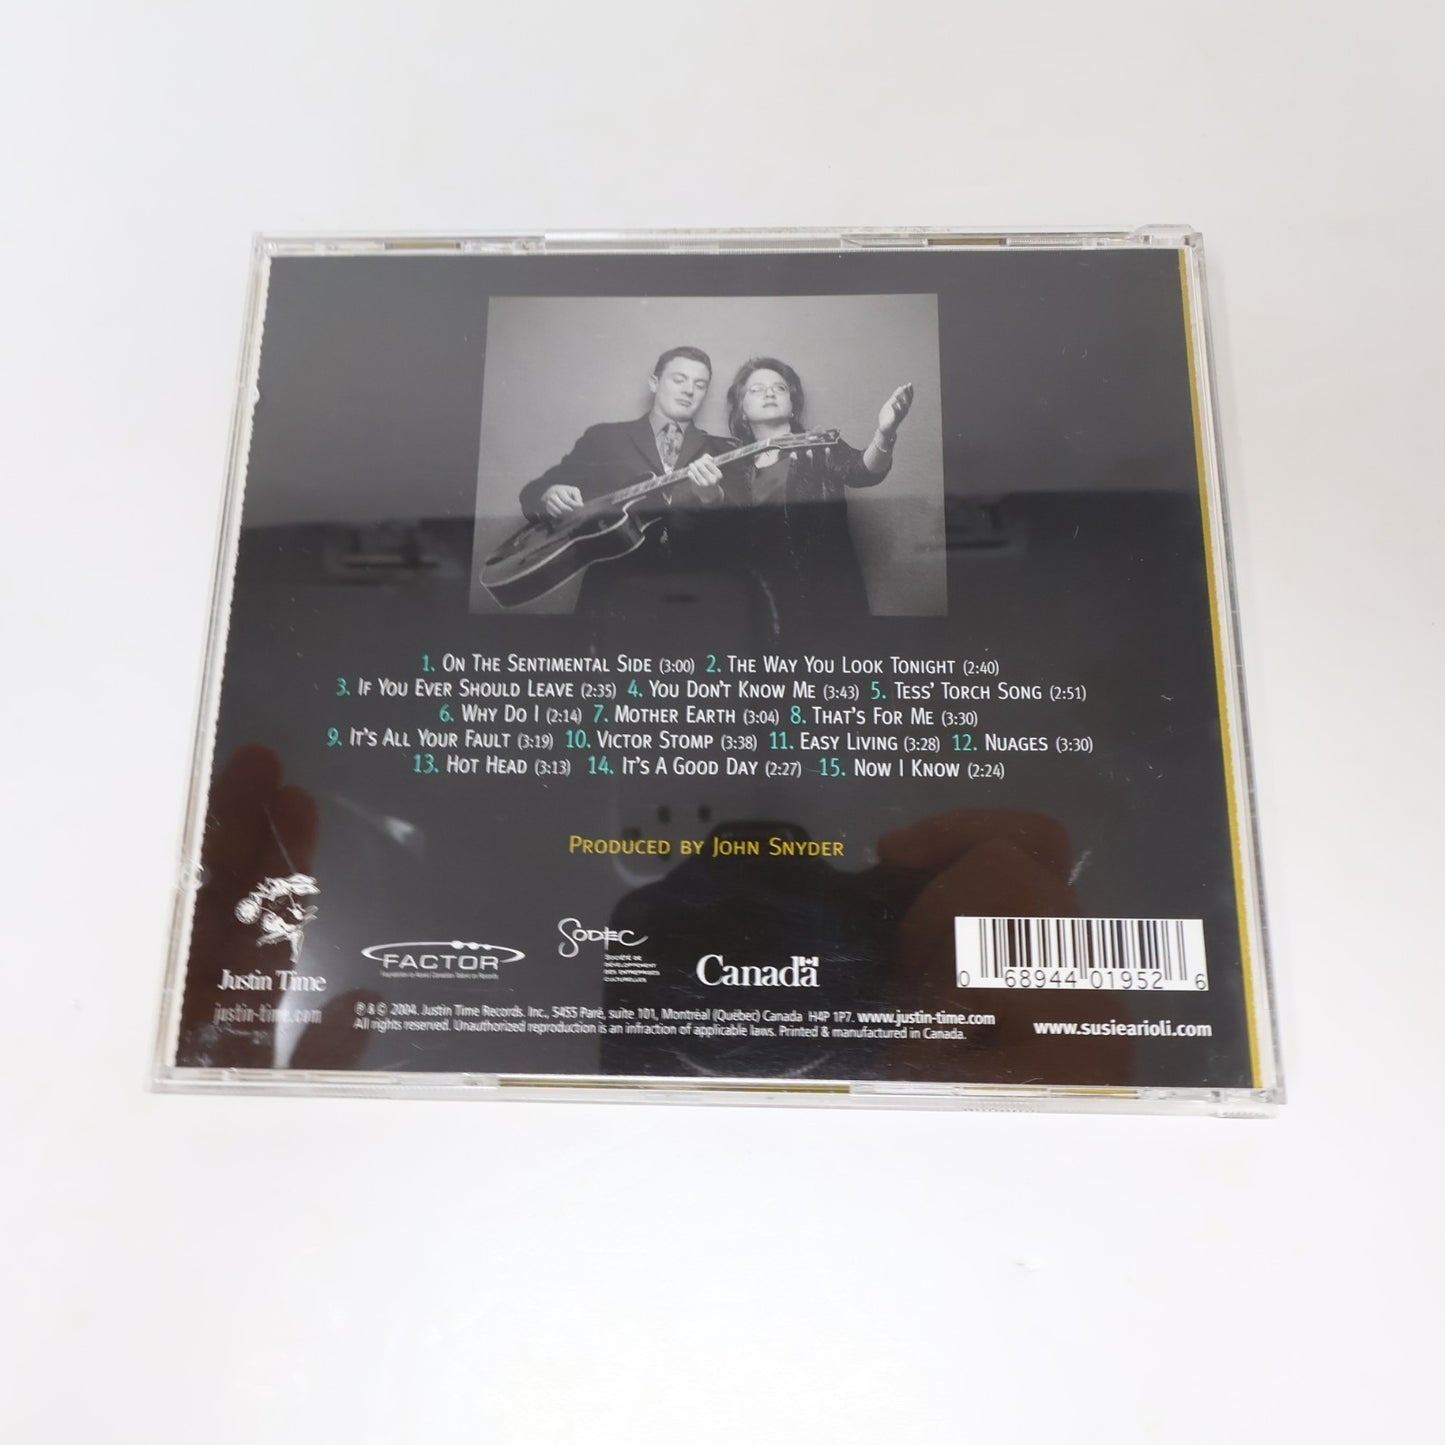 1. On The Sentimental Side (3:00) 2. The Way You Look Tonight (2:40)
3. If You Ever Should Leave (2:35) 4. You Don't Know Me (3:43) 5. Tess' Torch Song (2:51)
6. Why Do I (2:14) 7. Mother Earth (3:04) 8. That's For Me (3:30)
9. It's All Your Fault (3:19) 10. Victor Stomp (3:38) 11. Easy Living (3:28) 12. Nuages (3:30)
13. Hot Head (3:13) 14. It's A Good Day (2:27) 15. Now I Know (2:24)
Produced by John Snyder
Justin Time
justin-time.com
FACTOR
SODEC
SOCIÉTÉ DE
DÉVELOPPEMENT
DES ENTREPRISES
CULTURELLES
Canada
0 68944 01952 6
℗ & © 2004. Justin Time Records. Inc., 5455 Paré, suite 101, Montréal (Québec) Canada H4P 1P7. www.justin-time.com
All rights reserved. Unauthorized reproduction is an infraction of applicable laws. Printed & manufactured in Canada.
www.susiearioli.com